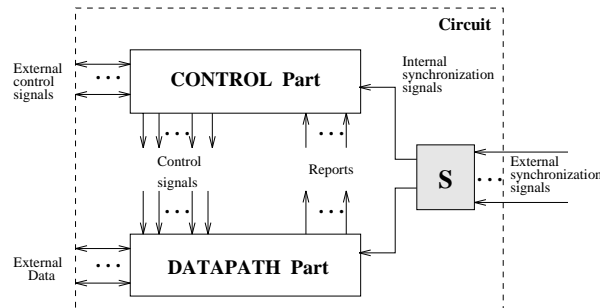 Circuit
External
control
signals
CONTROL Part
Internal
synchronization
signals
Control
signals
Reports
S
External
synchronization
signals
External
Data
DATAPATH Part